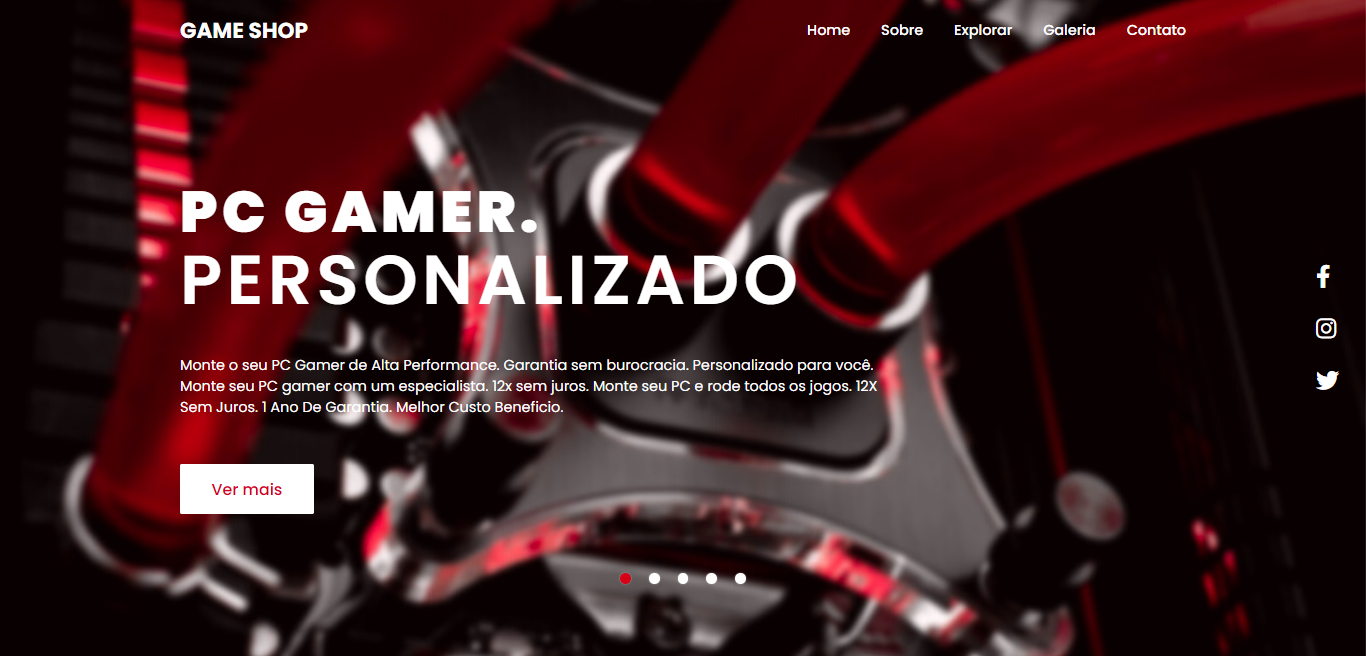 GAME SHOP
Home Sobre Explorar Galeria Contato
PC GAMER.
PERSONALIZADO
Monte o seu PC Gamer de Alta Performance. Garantia sem burocracia. Personalizado para você.
Monte seu PC gamer com um especialista. 12x sem juros. Monte seu PC e rode todos os jogos. 12X
Sem Juros. 1 Ano De Garantia. Melhor Custo Beneficio.
Ver mais